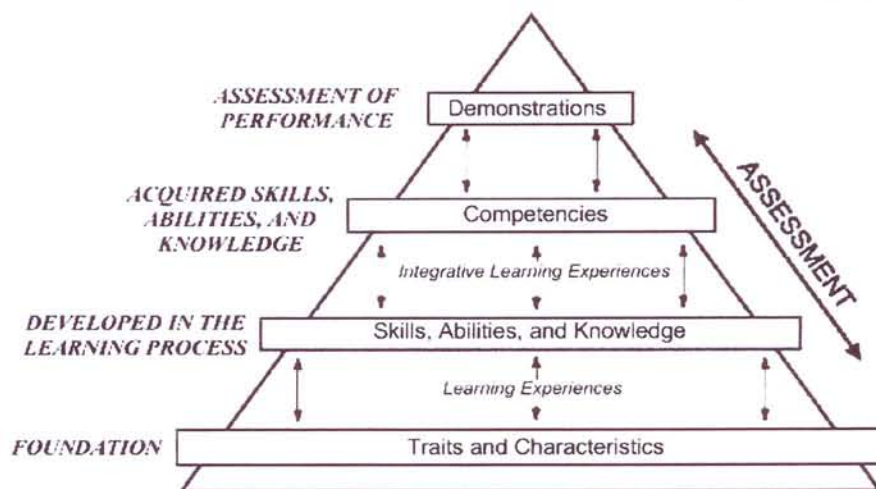 ASSESSMENT OF
PERFORMANCE
Demonstrations
ASSESSMENT
ACQUIRED SKILLS,
ABILITIES, AND
KNOWLEDGE
Competencies
Integrative Learning Experiences
DEVELOPED IN THE
LEARNING PROCESS
Skills, Abilities, and Knowledge
Learning Experiences
FOUNDATION
Traits and Characteristics